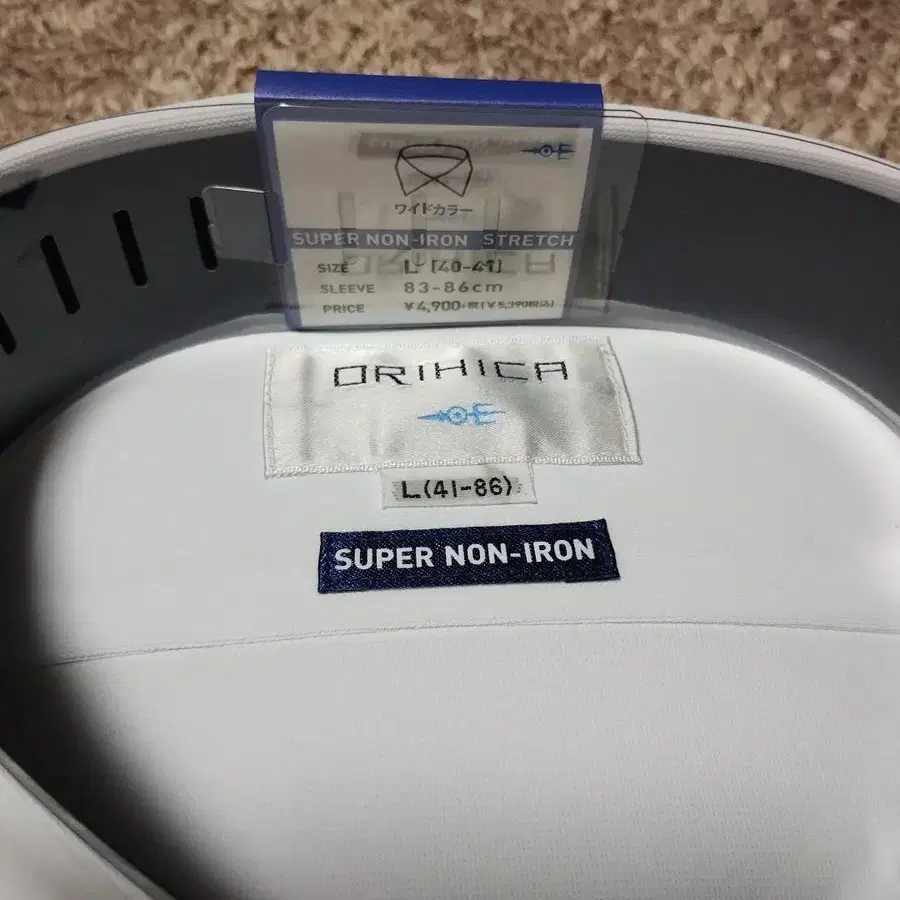 ワイドカラー
SUPER NON-IRON STRETCH
SIZE L [40-41]
SLEEVE 83-86cm
PRICE ¥4,900+税[¥5,390税込]
ORIHICA
L(41-86)
SUPER NON-IRON